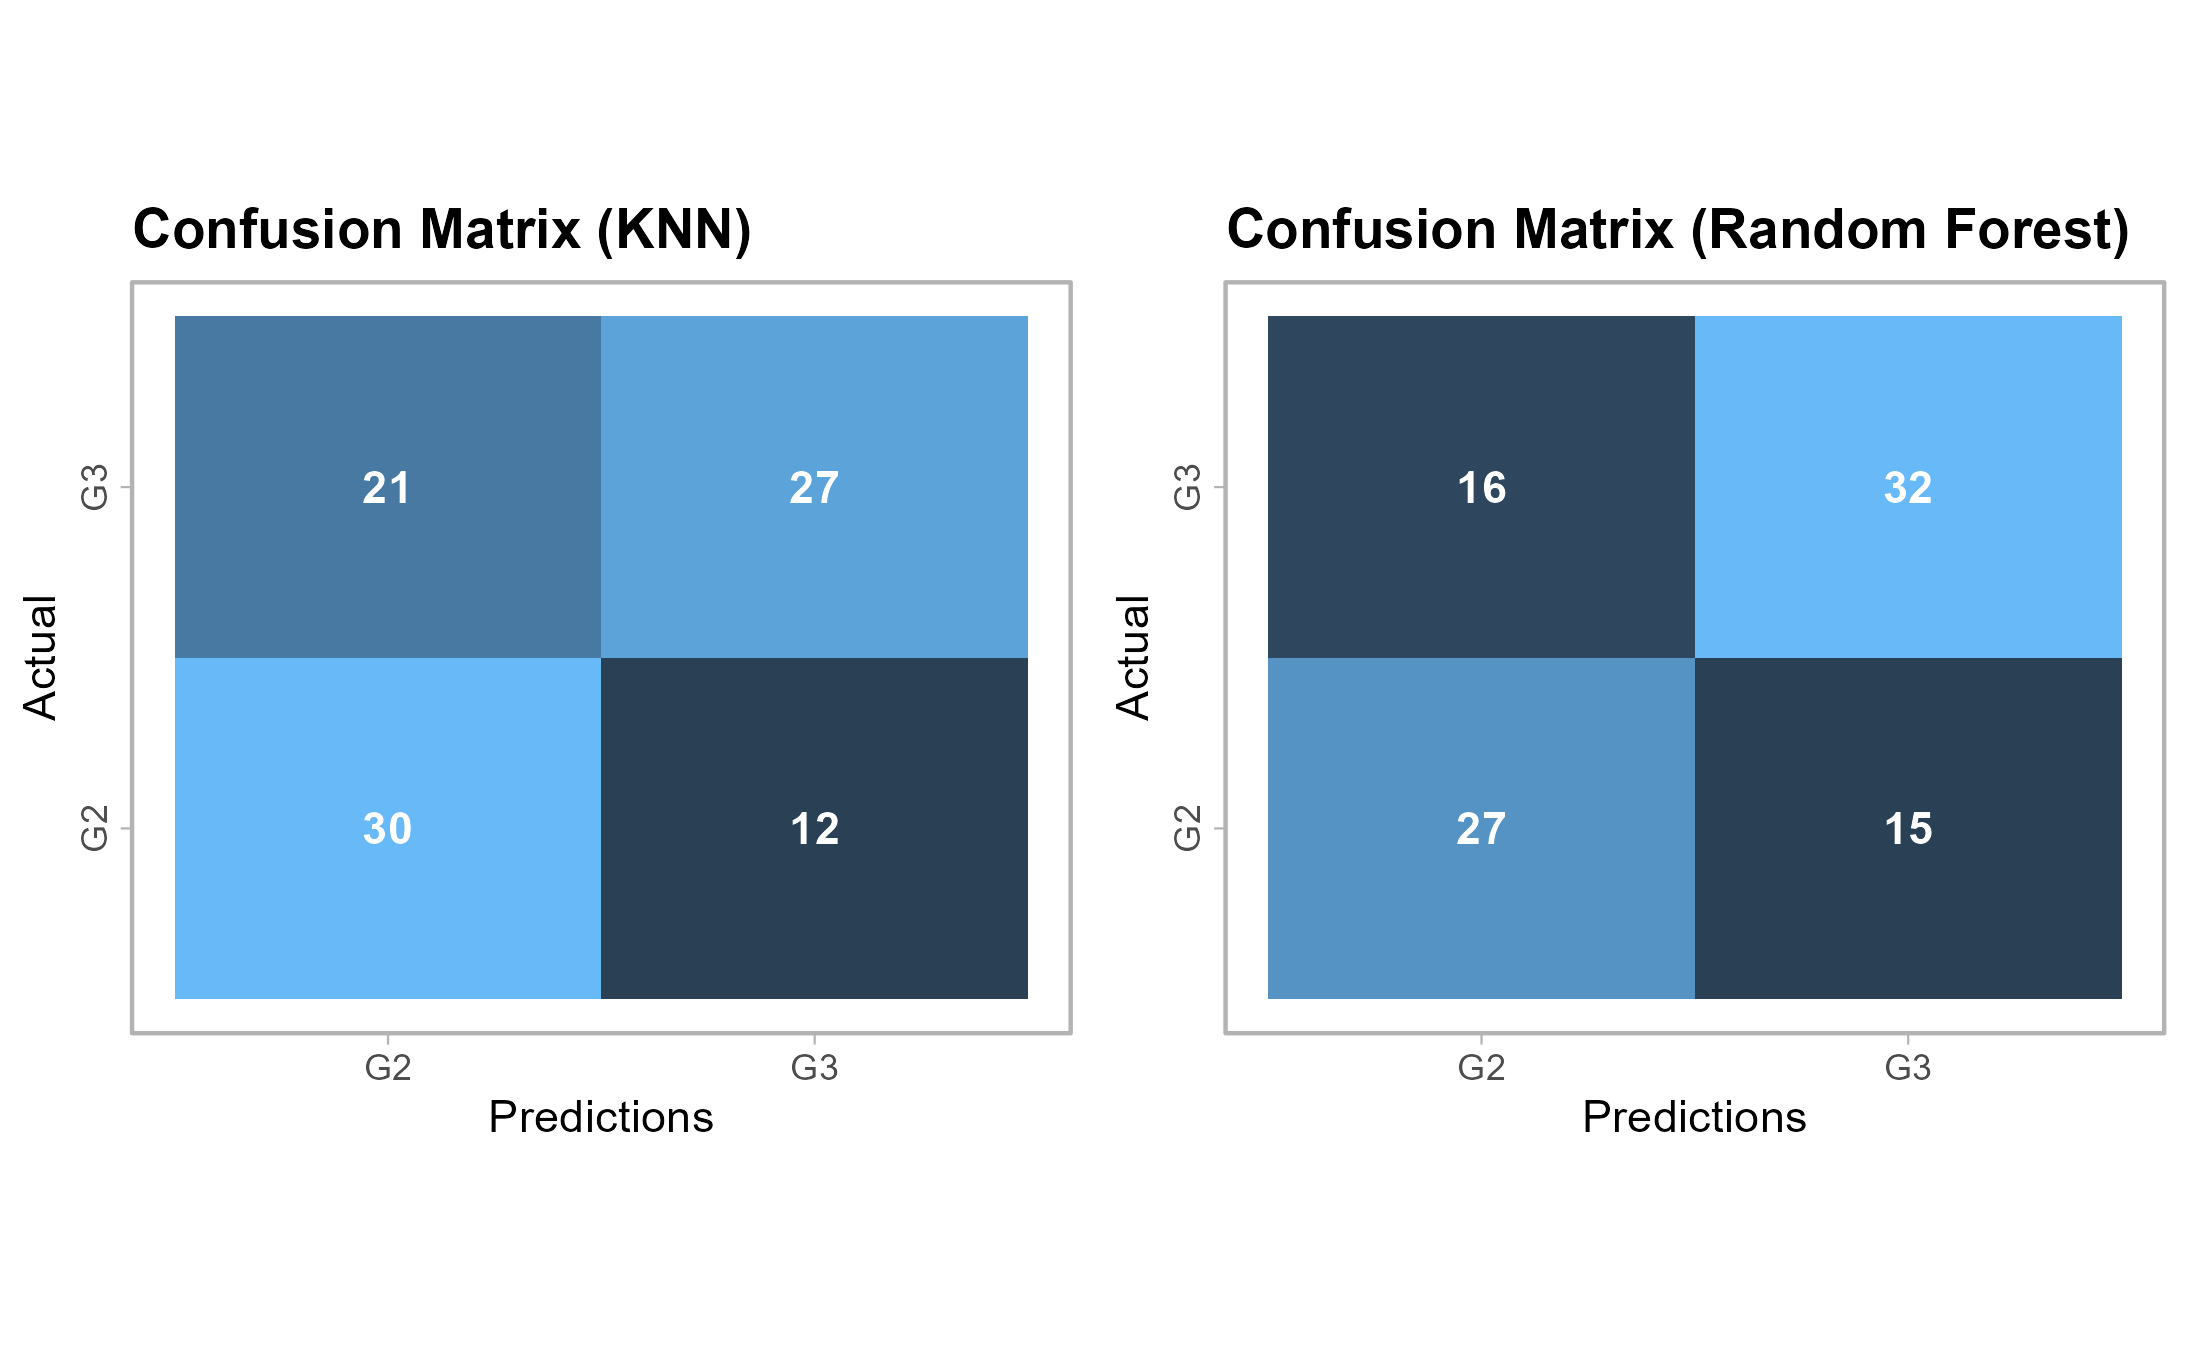 Confusion Matrix (KNN)
G3
21
27
Actual
G2
30
12
G2
G3
Predictions
Confusion Matrix (Random Forest)
G3
16
32
Actual
G2
27
15
G2
G3
Predictions